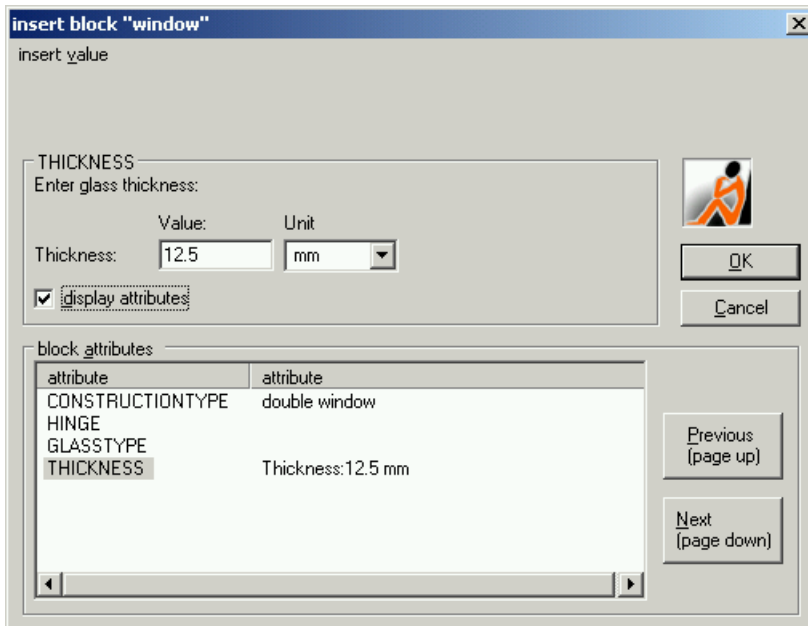 insert block "window"
insert value
THICKNESS
Enter glass thickness:
Value: Unit
Thickness: 12.5 mm
display attributes
OK
Cancel
block attributes
attribute attribute
CONSTRUCTIONTYPE double window
HINGE
GLASSTYPE
THICKNESS Thickness:12.5 mm
Previous
(page up)
Next
(page down)